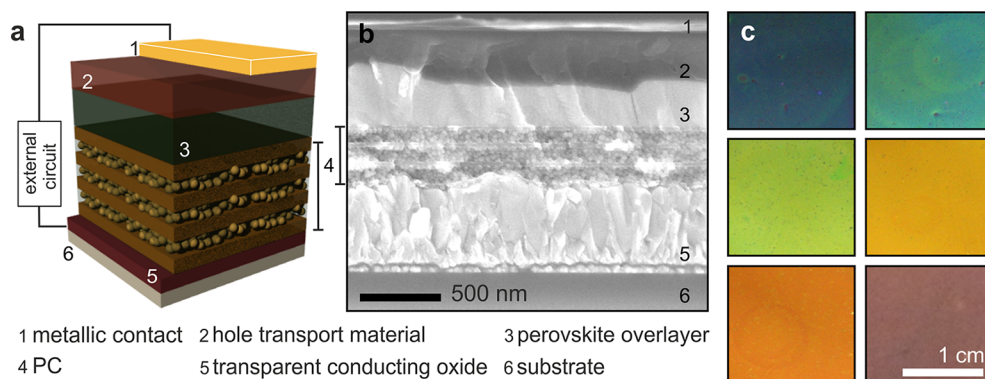 a
1
2
3
4
5
6
external circuit
b
1
2
3
5
6
500 nm
c
1 cm
1 metallic contact 2 hole transport material 3 perovskite overlayer
4 PC 5 transparent conducting oxide 6 substrate